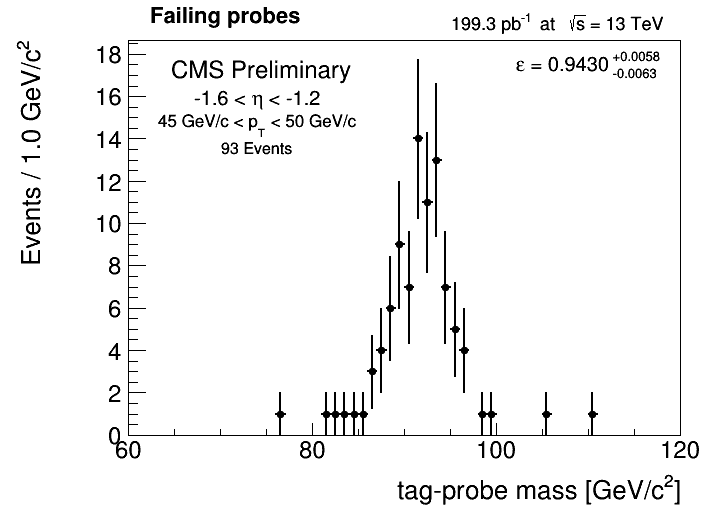 Failing probes
199.3 pb⁻¹ at √s = 13 TeV
CMS Preliminary
-1.6 < η < -1.2
45 GeV/c < p_T < 50 GeV/c
93 Events
ε = 0.9430 +0.0058 -0.0063
Events / 1.0 GeV/c²
18
16
14
12
10
8
6
4
2
0
60 80 100 120
tag-probe mass [GeV/c²]